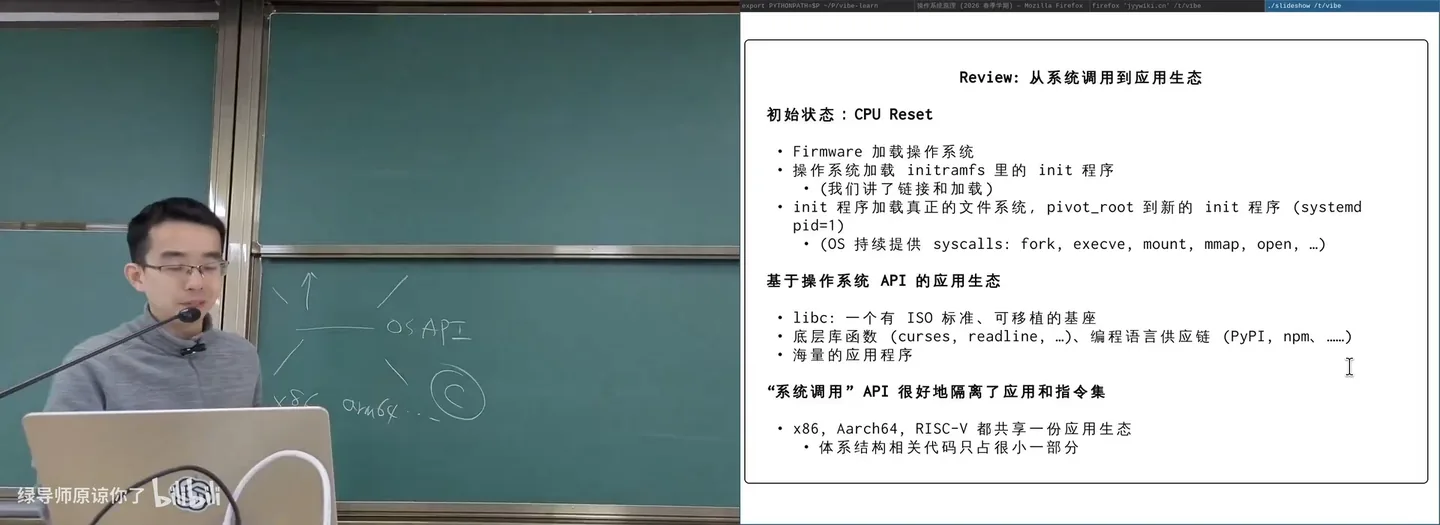 export PYTHONPATH=$P ~/P/vibe-learn
操作系统原理 (2026 春季学期) — Mozilla Firefox
firefox 'jyywiki.cn' /t/vibe
./slideshow /t/vibe
Review: 从系统调用到应用生态
初始状态：CPU Reset
• Firmware 加载操作系统
• 操作系统加载 initramfs 里的 init 程序
• (我们讲了链接和加载)
• init 程序加载真正的文件系统, pivot_root 到新的 init 程序 (systemd
pid=1)
• (OS 持续提供 syscalls: fork, execve, mount, mmap, open, …)
基于操作系统 API 的应用生态
• libc: 一个有 ISO 标准、可移植的基座
• 底层库函数 (curses, readline, …)、编程语言供应链 (PyPI, npm、……)
• 海量的应用程序
“系统调用” API 很好地隔离了应用和指令集
• x86, Aarch64, RISC-V 都共享一份应用生态
• 体系结构相关代码只占很小一部分
OS API
x86 arm64 ... C
绿导师原谅你了 bilibili